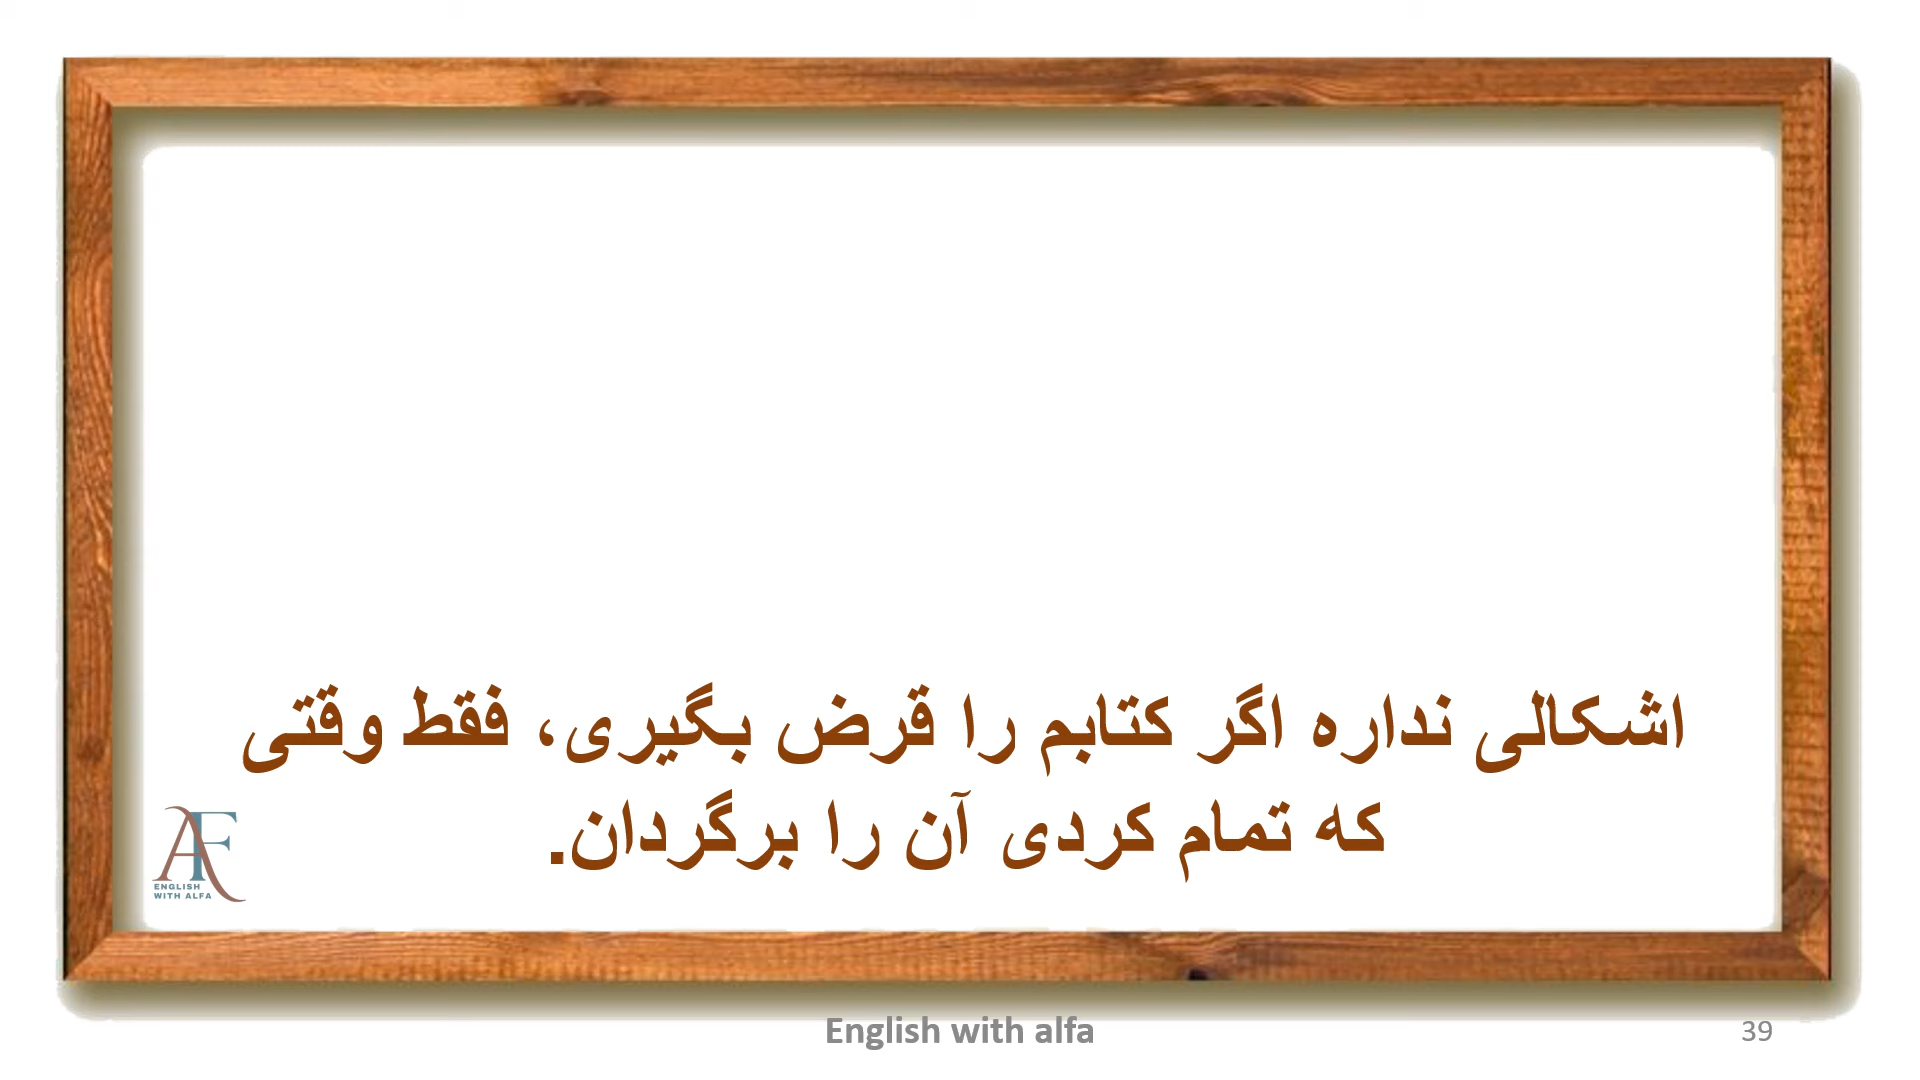 اشکالی نداره اگر کتابم را قرض بگیری، فقط وقتی
که تمام کردی آن را برگردان.
AF
ENGLISH
WITH ALFA
English with alfa
39